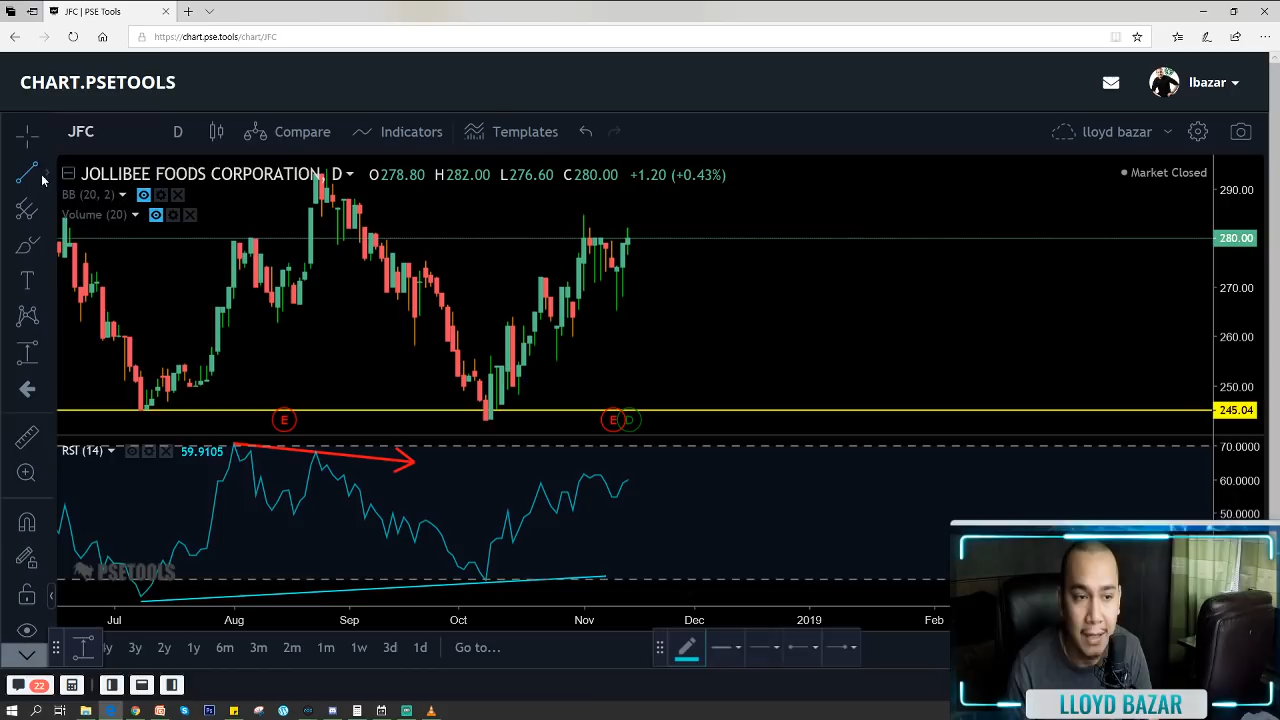 JFC | PSE Tools
https://chart.pse.tools/chart/JFC
CHART.PSETOOLS
lbazar
JFC
D
Compare
Indicators
Templates
lloyd bazar
JOLLIBEE FOODS CORPORATION, D
O278.80 H282.00 L276.60 C280.00 +1.20 (+0.43%)
Market Closed
BB (20, 2)
Volume (20)
290.00
280.00
270.00
260.00
250.00
245.04
E
E
D
RSI (14)
59.9105
70.0000
60.0000
50.0000
PSETOOLS
Jul
Aug
Sep
Oct
Nov
Dec
2019
Feb
3y
2y
1y
6m
3m
2m
1m
1w
3d
1d
Go to...
22
LLOYD BAZAR